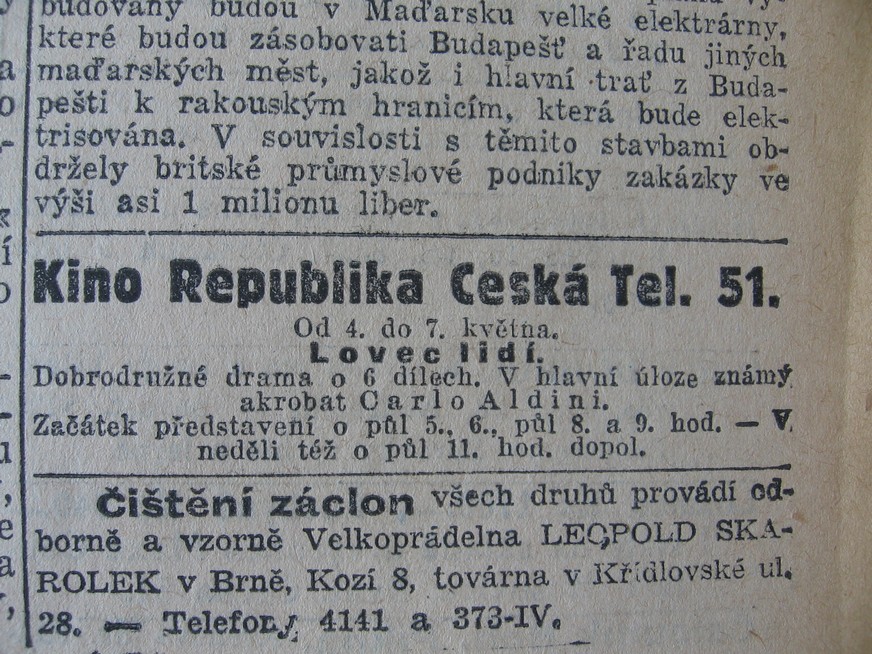 budovány budou v Maďarsku velké elektrárny,
které budou zásobovati Budapešť a řadu jiných
maďarských měst, jakož i hlavní trať z Buda-
pešti k rakouským hranicím, která bude elek-
trisována. V souvislosti s těmito stavbami ob-
držely britské průmyslové podniky zakázky ve
výši asi 1 milionu liber.
Kino Republika Česká Tel. 51.
Od 4. do 7. května.
Lovec lidí.
Dobrodružné drama o 6 dílech. V hlavní úloze známý
akrobat Carlo Aldini.
Začátek představení o půl 5., 6., půl 8. a 9. hod. — V
neděli též o půl 11. hod. dopol.
Čištění záclon všech druhů provádí od-
borně a vzorně Velkoprádelna LEOPOLD SKA-
ROLEK v Brně, Kozí 8, továrna v Křídlovské ul.
28. — Telefony 4141 a 373-IV.